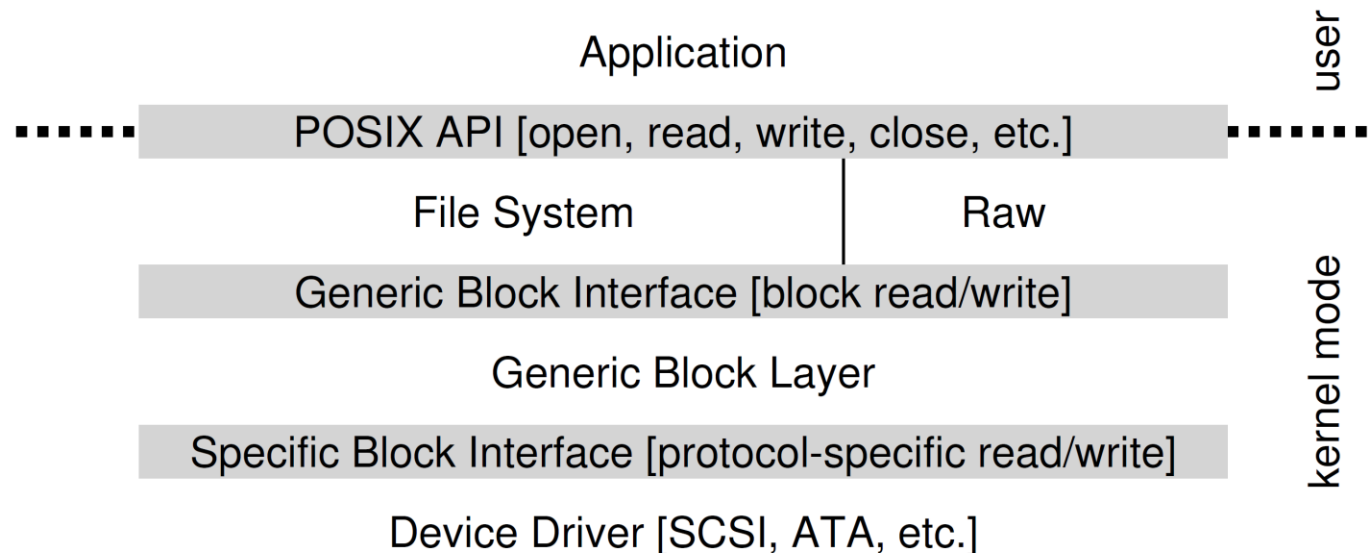 Application
user
POSIX API [open, read, write, close, etc.]
File System
Raw
Generic Block Interface [block read/write]
Generic Block Layer
kernel mode
Specific Block Interface [protocol-specific read/write]
Device Driver [SCSI, ATA, etc.]